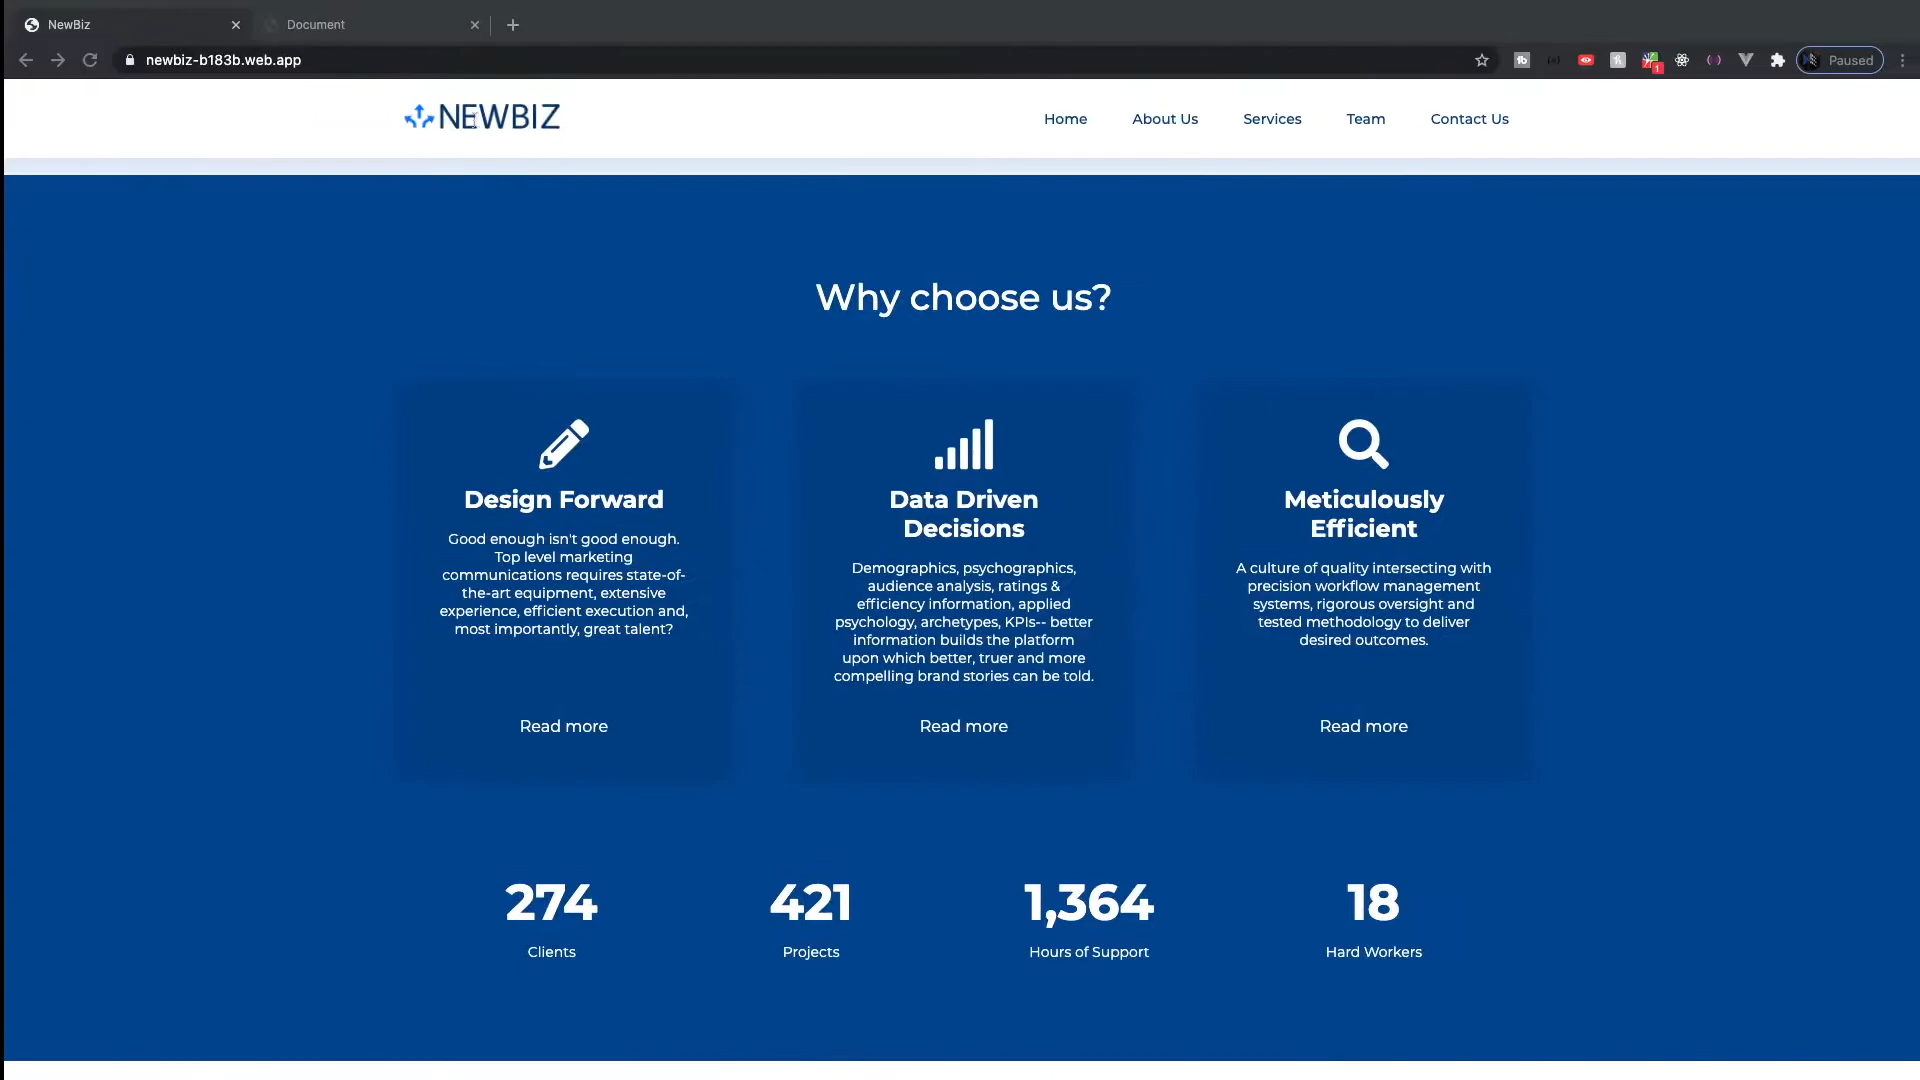 NewBiz
Document
newbiz-b183b.web.app
1
Paused
NEWBIZ
Home
About Us
Services
Team
Contact Us
Why choose us?
Design Forward
Good enough isn't good enough.
Top level marketing
communications requires state-of-
the-art equipment, extensive
experience, efficient execution and,
most importantly, great talent?
Read more
Data Driven
Decisions
Demographics, psychographics,
audience analysis, ratings &
efficiency information, applied
psychology, archetypes, KPIs-- better
information builds the platform
upon which better, truer and more
compelling brand stories can be told.
Read more
Meticulously
Efficient
A culture of quality intersecting with
precision workflow management
systems, rigorous oversight and
tested methodology to deliver
desired outcomes.
Read more
274
Clients
421
Projects
1,364
Hours of Support
18
Hard Workers